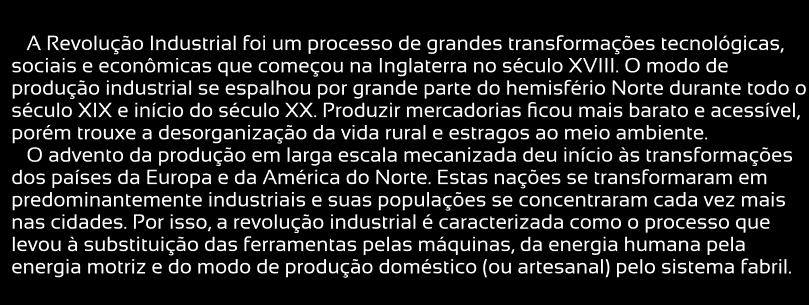 A Revolução Industrial foi um processo de grandes transformações tecnológicas,
sociais e econômicas que começou na Inglaterra no século XVIII. O modo de
produção industrial se espalhou por grande parte do hemisfério Norte durante todo o
século XIX e início do século XX. Produzir mercadorias ficou mais barato e acessível,
porém trouxe a desorganização da vida rural e estragos ao meio ambiente.
O advento da produção em larga escala mecanizada deu início às transformações
dos países da Europa e da América do Norte. Estas nações se transformaram em
predominantemente industriais e suas populações se concentraram cada vez mais
nas cidades. Por isso, a revolução industrial é caracterizada como o processo que
levou à substituição das ferramentas pelas máquinas, da energia humana pela
energia motriz e do modo de produção doméstico (ou artesanal) pelo sistema fabril.